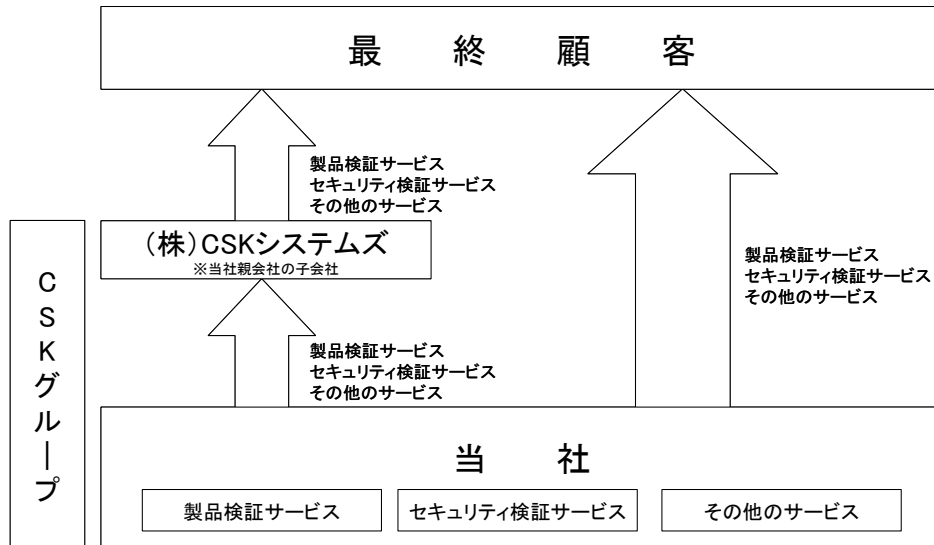 最終顧客
製品検証サービス
セキュリティ検証サービス
その他のサービス
（株）CSKシステムズ
※当社親会社の子会社
製品検証サービス
セキュリティ検証サービス
その他のサービス
製品検証サービス
セキュリティ検証サービス
その他のサービス
CSKグループ
当社
製品検証サービス
セキュリティ検証サービス
その他のサービス